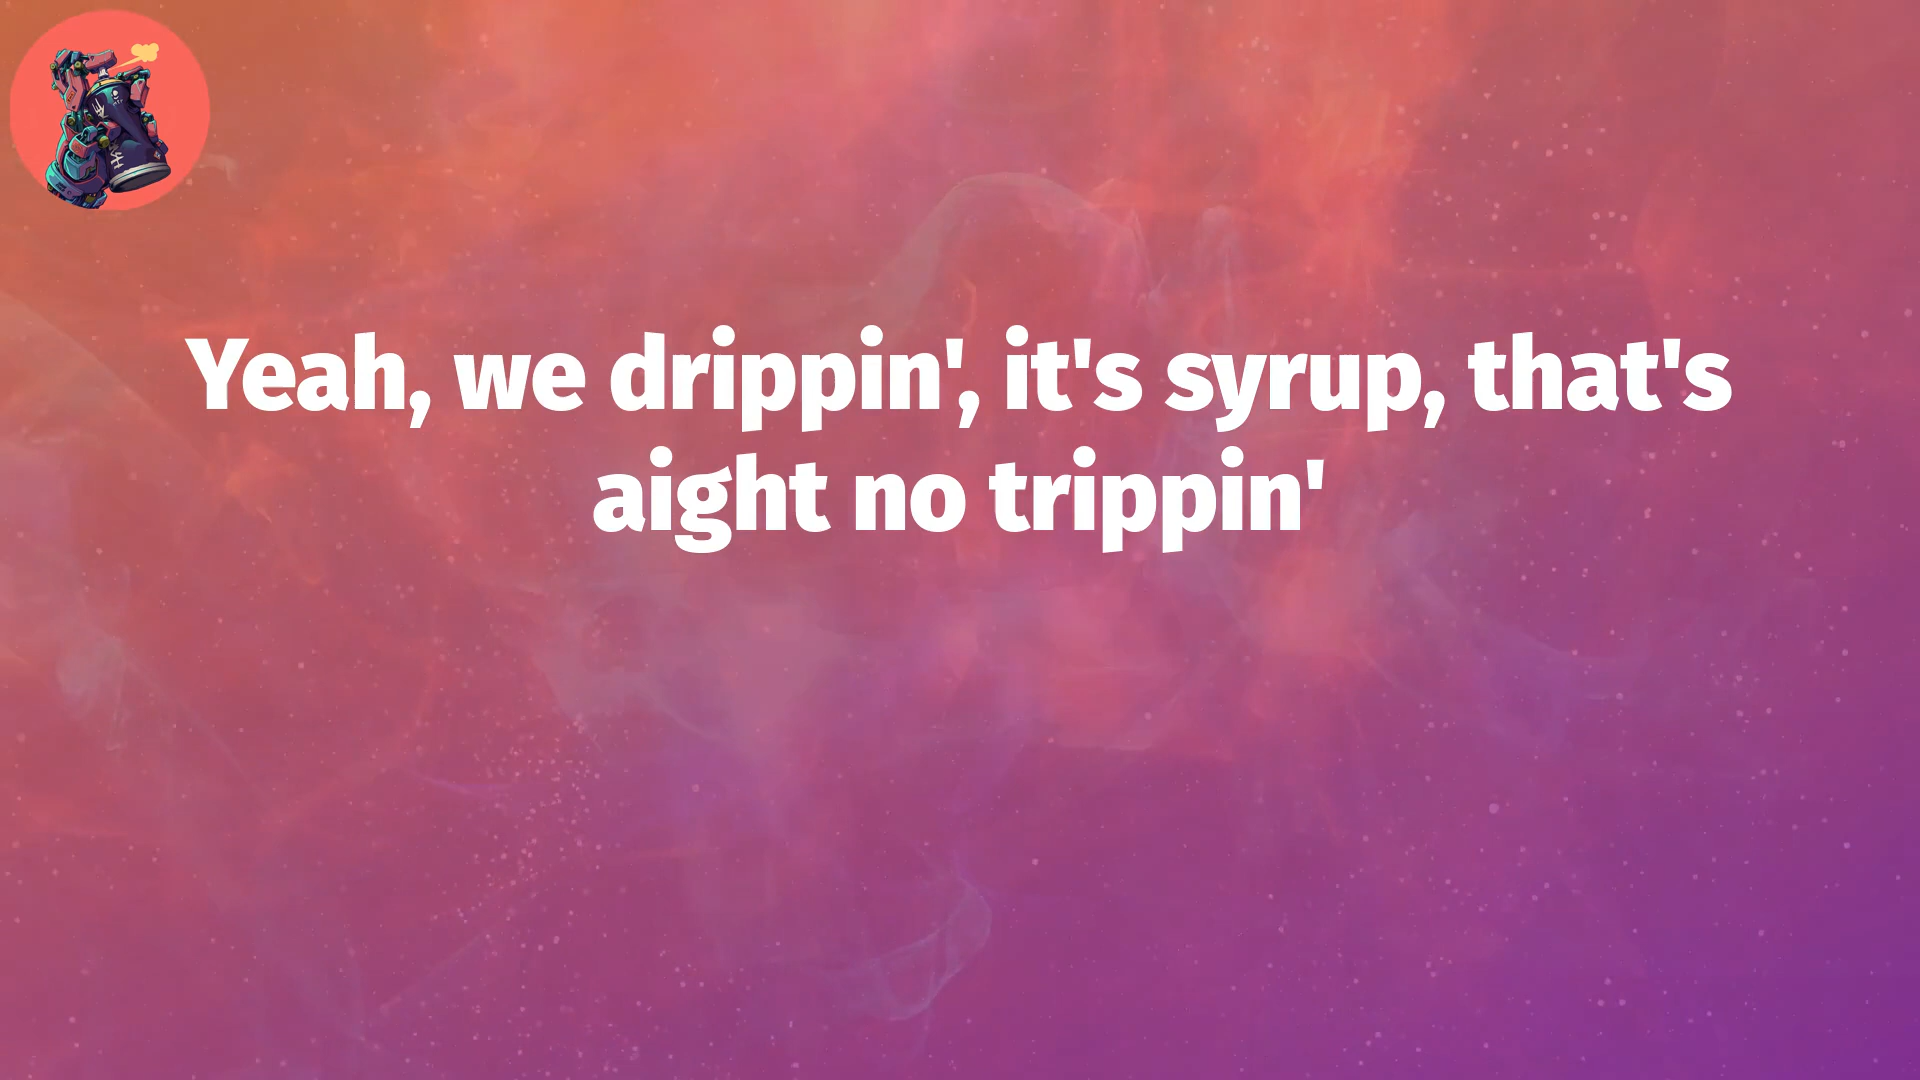 Yeah, we drippin', it's syrup, that's
aight no trippin'